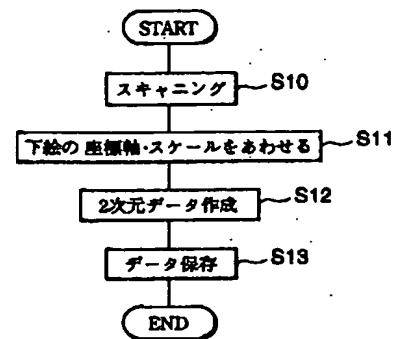 START
スキャニング
S10
下絵の座標軸・スケールをあわせる
S11
2次元データ作成
S12
データ保存
S13
END